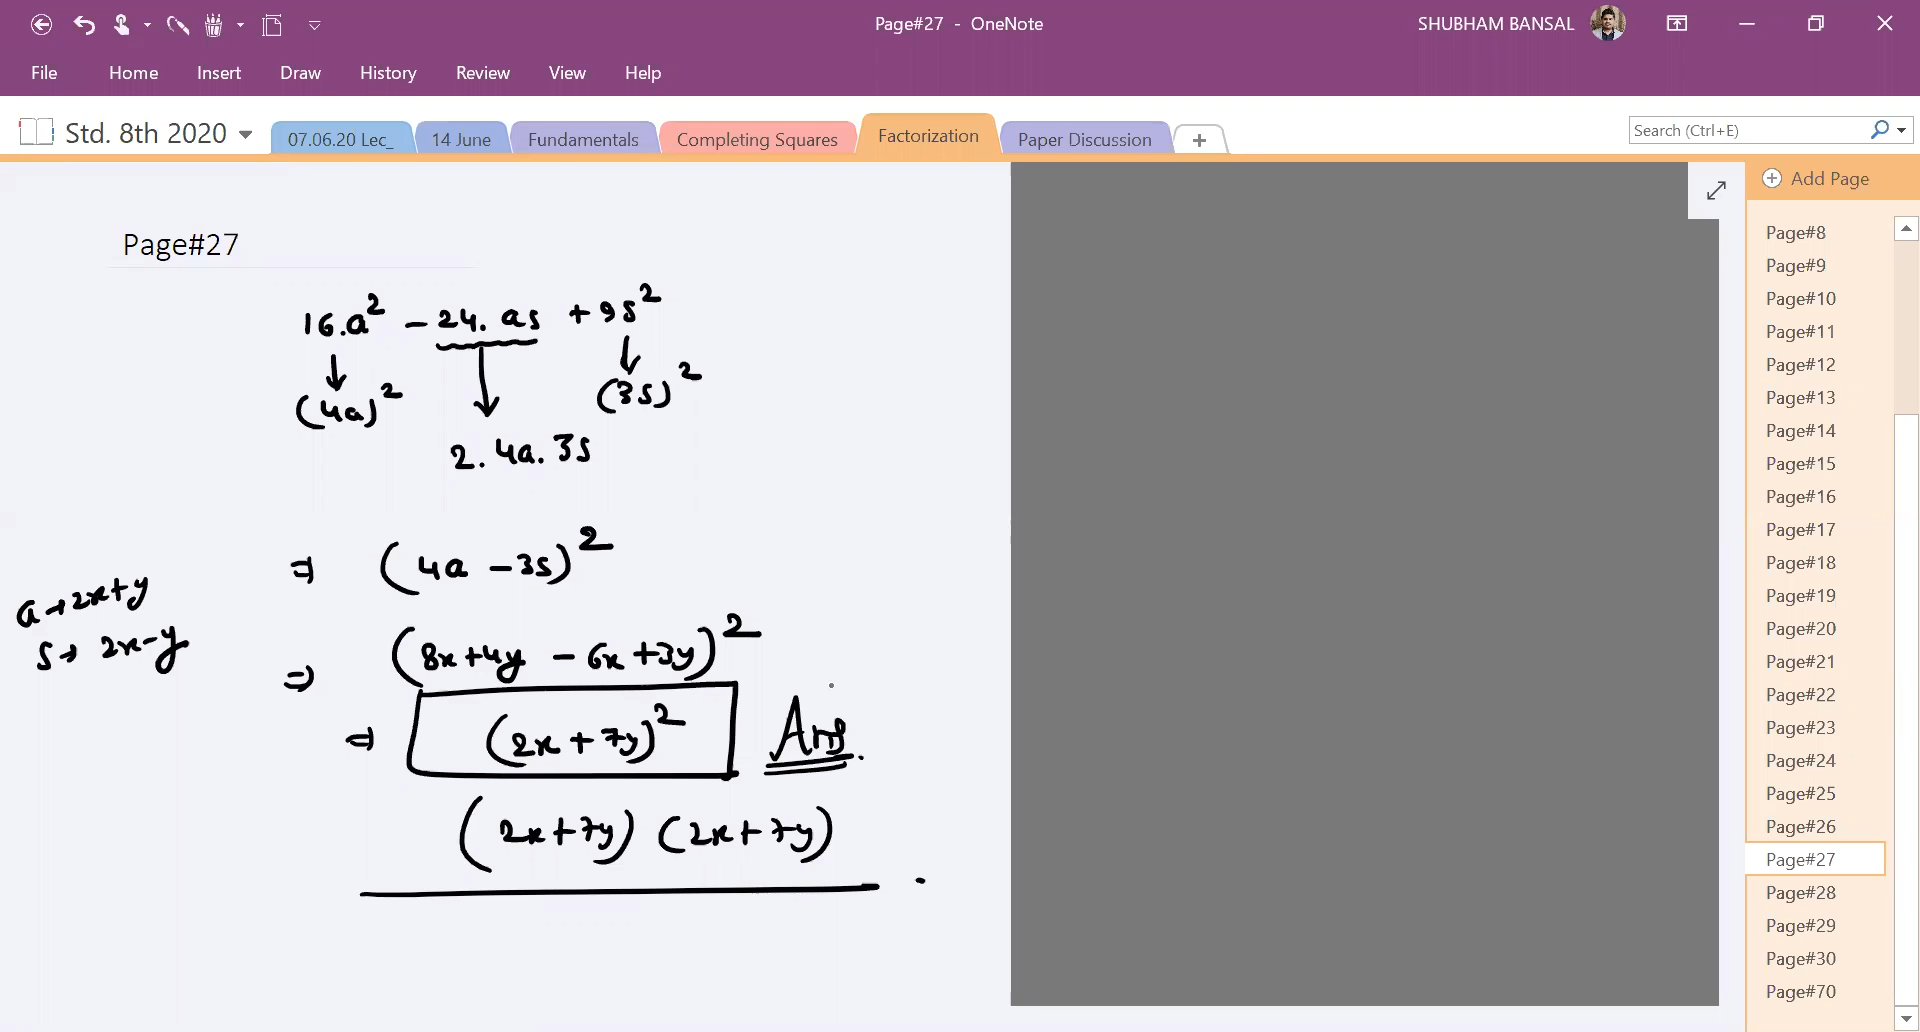 Page#27 - OneNote
SHUBHAM BANSAL
File Home Insert Draw History Review View Help
Std. 8th 2020
07.06.20 Lec_
14 June
Fundamentals
Completing Squares
Factorization
Paper Discussion
+
Search (Ctrl+E)
Page#27
16.a² - 24. as + 9s²
(4a)²
(3s)²
2. 4a. 3s
⇒ (4a - 3s)²
a → 2x+y
s → 2x-y
⇒ (8x+4y - 6x+3y)²
⇒ (2x + 7y)² Ans.
(2x+7y) (2x+7y)
Add Page
Page#8
Page#9
Page#10
Page#11
Page#12
Page#13
Page#14
Page#15
Page#16
Page#17
Page#18
Page#19
Page#20
Page#21
Page#22
Page#23
Page#24
Page#25
Page#26
Page#27
Page#28
Page#29
Page#30
Page#70